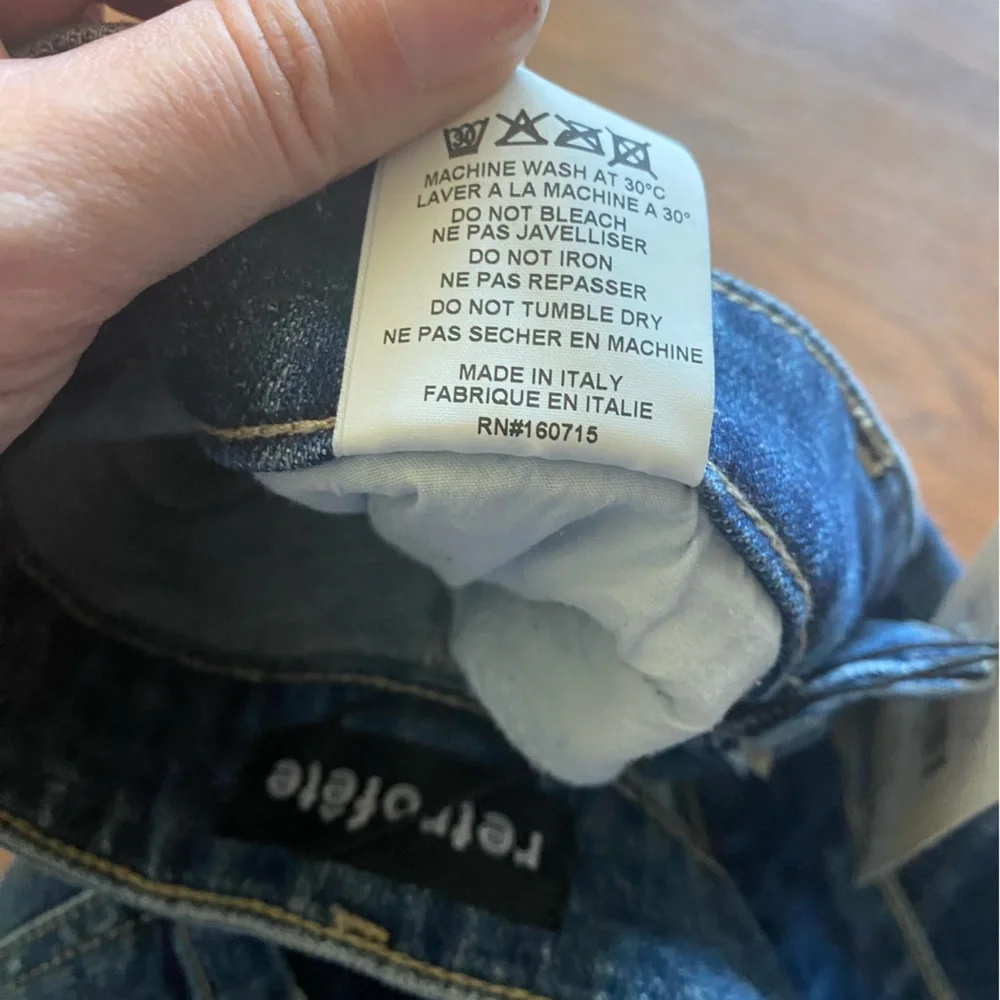 30
MACHINE WASH AT 30°C
LAVER A LA MACHINE A 30°
DO NOT BLEACH
NE PAS JAVELLISER
DO NOT IRON
NE PAS REPASSER
DO NOT TUMBLE DRY
NE PAS SECHER EN MACHINE
MADE IN ITALY
FABRIQUE EN ITALIE
RN#160715
retrofête